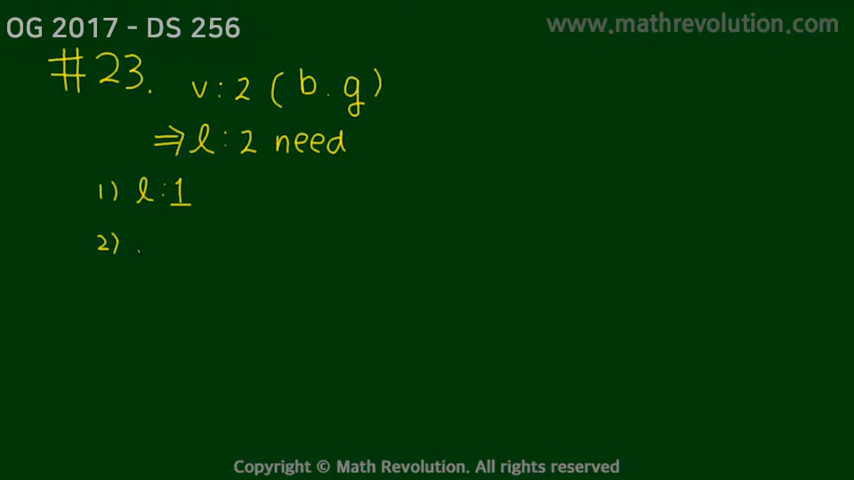 OG 2017 - DS 256
www.mathrevolution.com
#23. v : 2 ( b . g )
⇒ l : 2 need
1) l : 1
2) .
Copyright © Math Revolution. All rights reserved